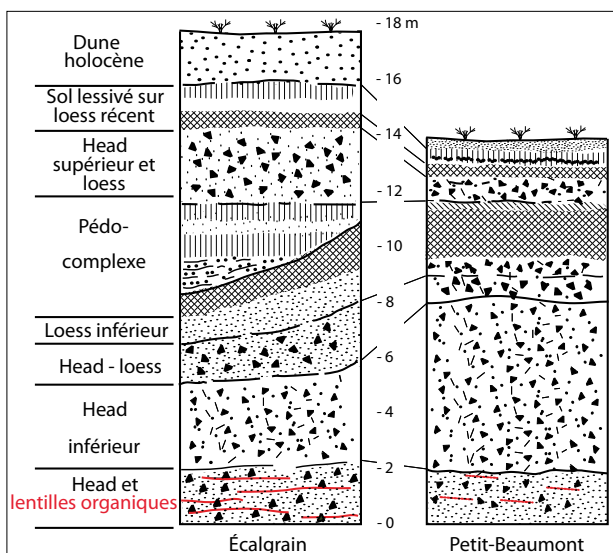 Dune
holocène
Sol lessivé sur
loess récent
Head
supérieur et
loess
Pédo-
complexe
Loess inférieur
Head - loess
Head
inférieur
Head et
lentilles organiques
- 18 m
- 16
- 14
- 12
- 10
- 8
- 6
- 4
- 2
- 0
Écalgrain
Petit-Beaumont